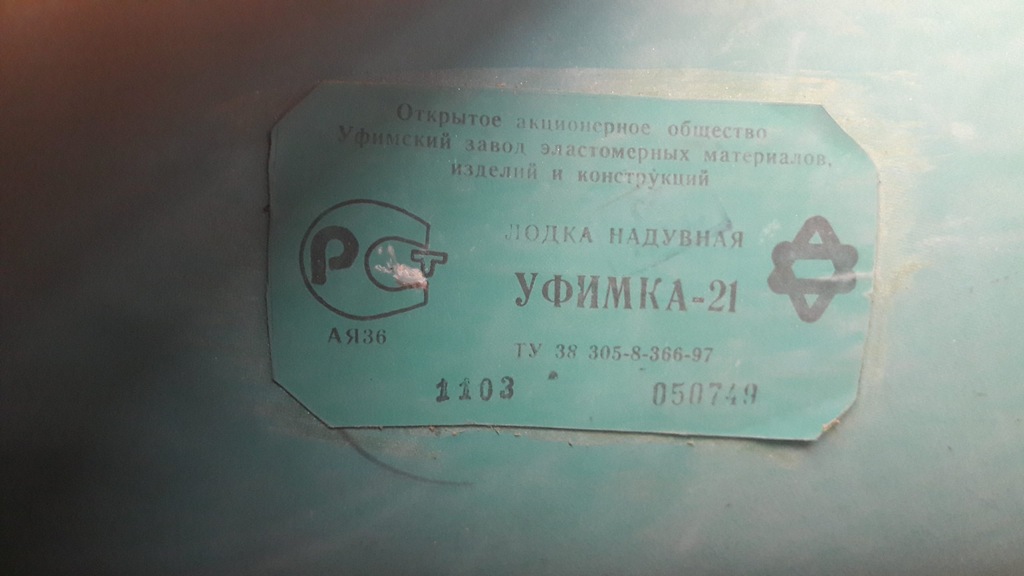 Открытое акционерное общество
Уфимский завод эластомерных материалов,
изделий и конструкций
РСТ
АЯ36
ЛОДКА НАДУВНАЯ
УФИМКА-21
ТУ 38 305-8-366-97
1103 050749